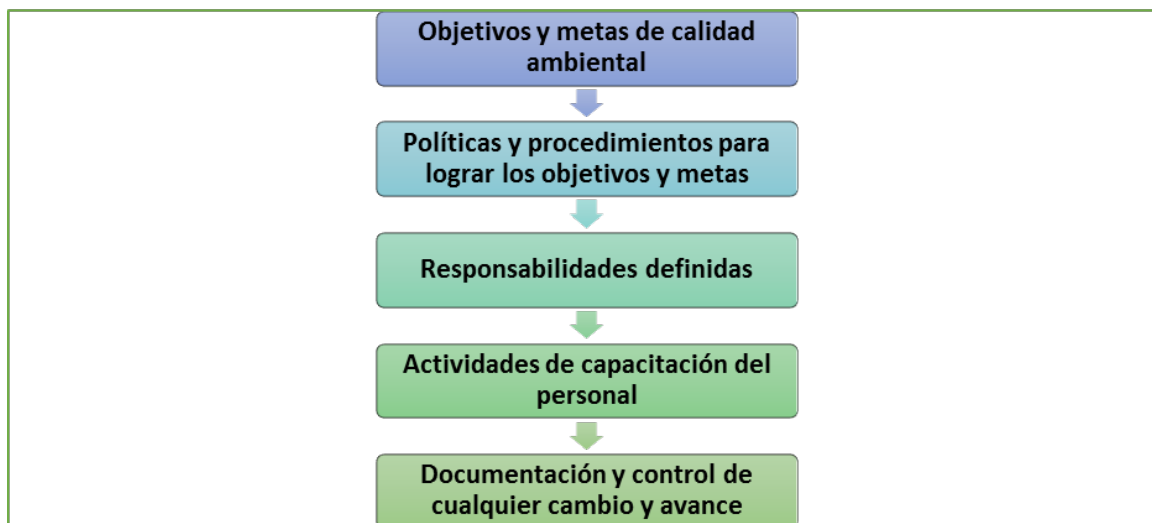 Objetivos y metas de calidad
ambiental
Políticas y procedimientos para
lograr los objetivos y metas
Responsabilidades definidas
Actividades de capacitación del
personal
Documentación y control de
cualquier cambio y avance